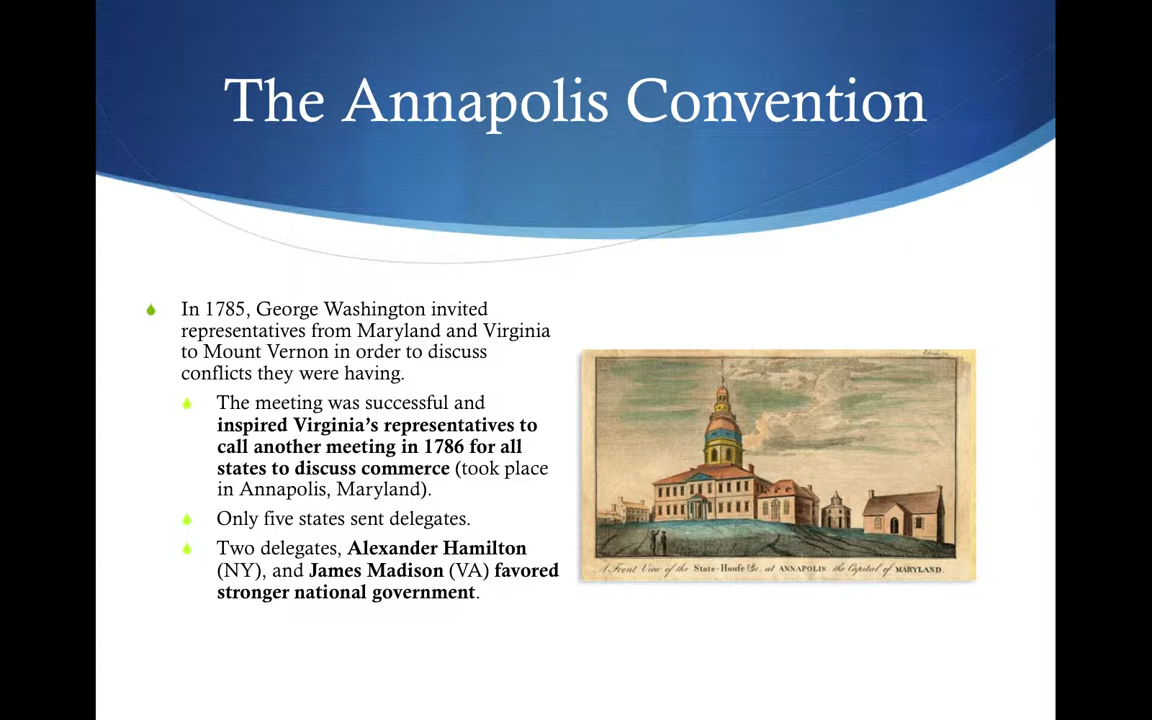 The Annapolis Convention
In 1785, George Washington invited
representatives from Maryland and Virginia
to Mount Vernon in order to discuss
conflicts they were having.
The meeting was successful and
inspired Virginia's representatives to
call another meeting in 1786 for all
states to discuss commerce (took place
in Annapolis, Maryland).
Only five states sent delegates.
Two delegates, Alexander Hamilton
(NY), and James Madison (VA) favored
stronger national government.
A Front View of the State-House &c. at ANNAPOLIS the Capital of MARYLAND.